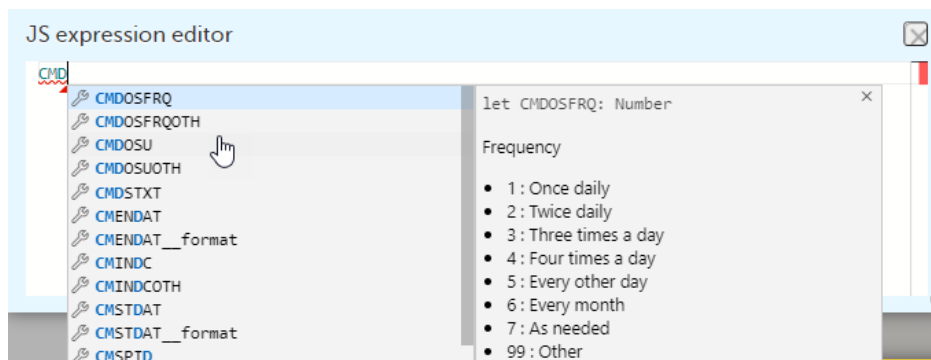 JS expression editor
CMD
CMDOSFRQ
CMDOSFRQOTH
CMDOSU
CMDOSUOTH
CMDSTXT
CMENDAT
CMENDAT__format
CMINDC
CMINDCOTH
CMSTDAT
CMSTDAT__format
CMSPID
let CMDOSFRQ: Number
Frequency
1 : Once daily
2 : Twice daily
3 : Three times a day
4 : Four times a day
5 : Every other day
6 : Every month
7 : As needed
99 : Other